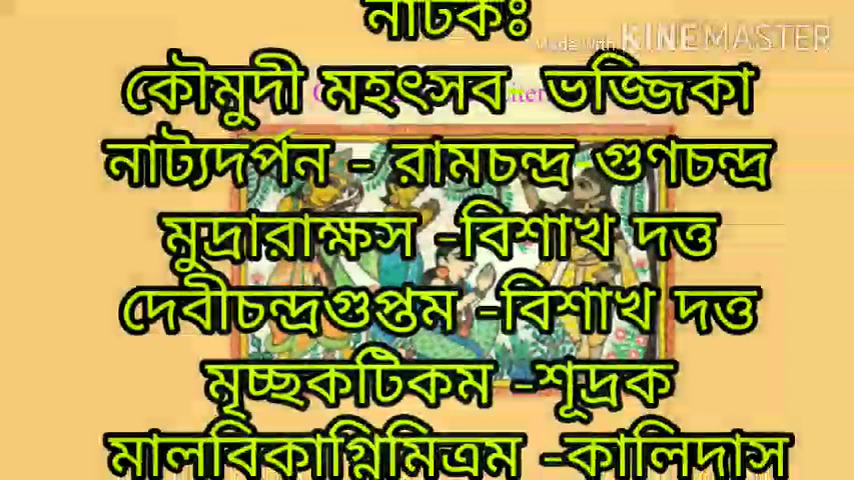 নাটকঃ
Made with KINEMASTER
কৌমুদী মহৎসব- ভজ্জিকা
নাট্যদর্পন - রামচন্দ্র-গুণচন্দ্র
মুদ্রারাক্ষস -বিশাখ দত্ত
দেবীচন্দ্রগুপ্তম -বিশাখ দত্ত
মৃচ্ছকটিকম -শূদ্রক
মালবিকাগ্নিমিত্রম -কালিদাস